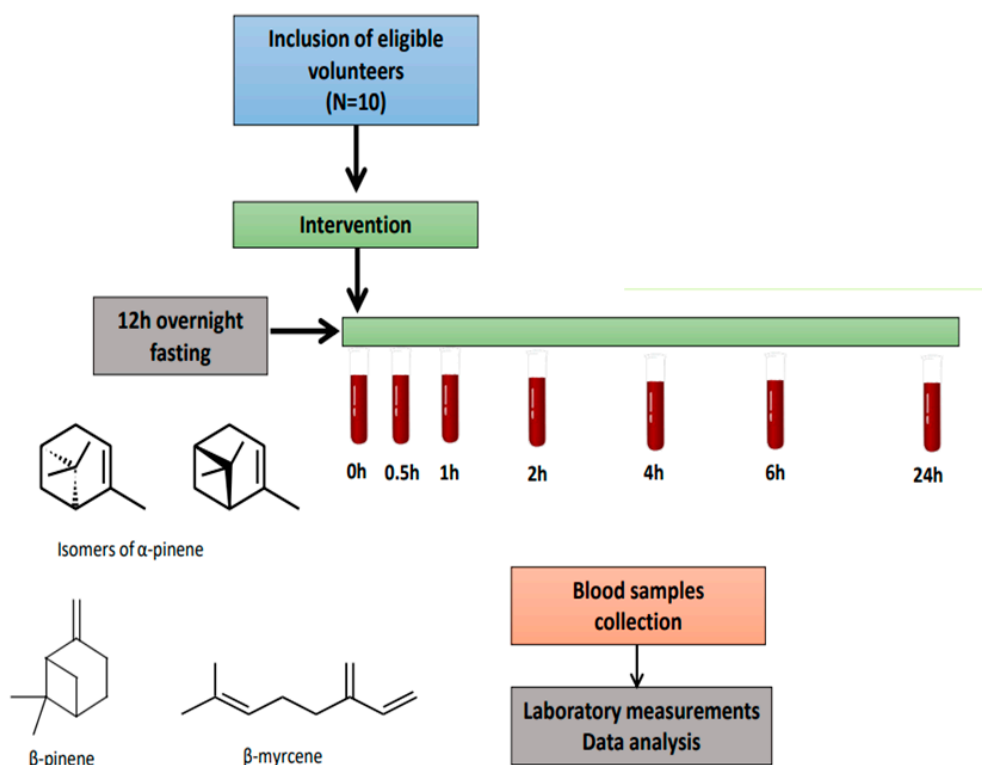 Inclusion of eligible
volunteers
(N=10)
Intervention
12h overnight
fasting
0h 0.5h 1h 2h 4h 6h 24h
Isomers of α-pinene
Blood samples
collection
Laboratory measurements
Data analysis
β-pinene
β-myrcene